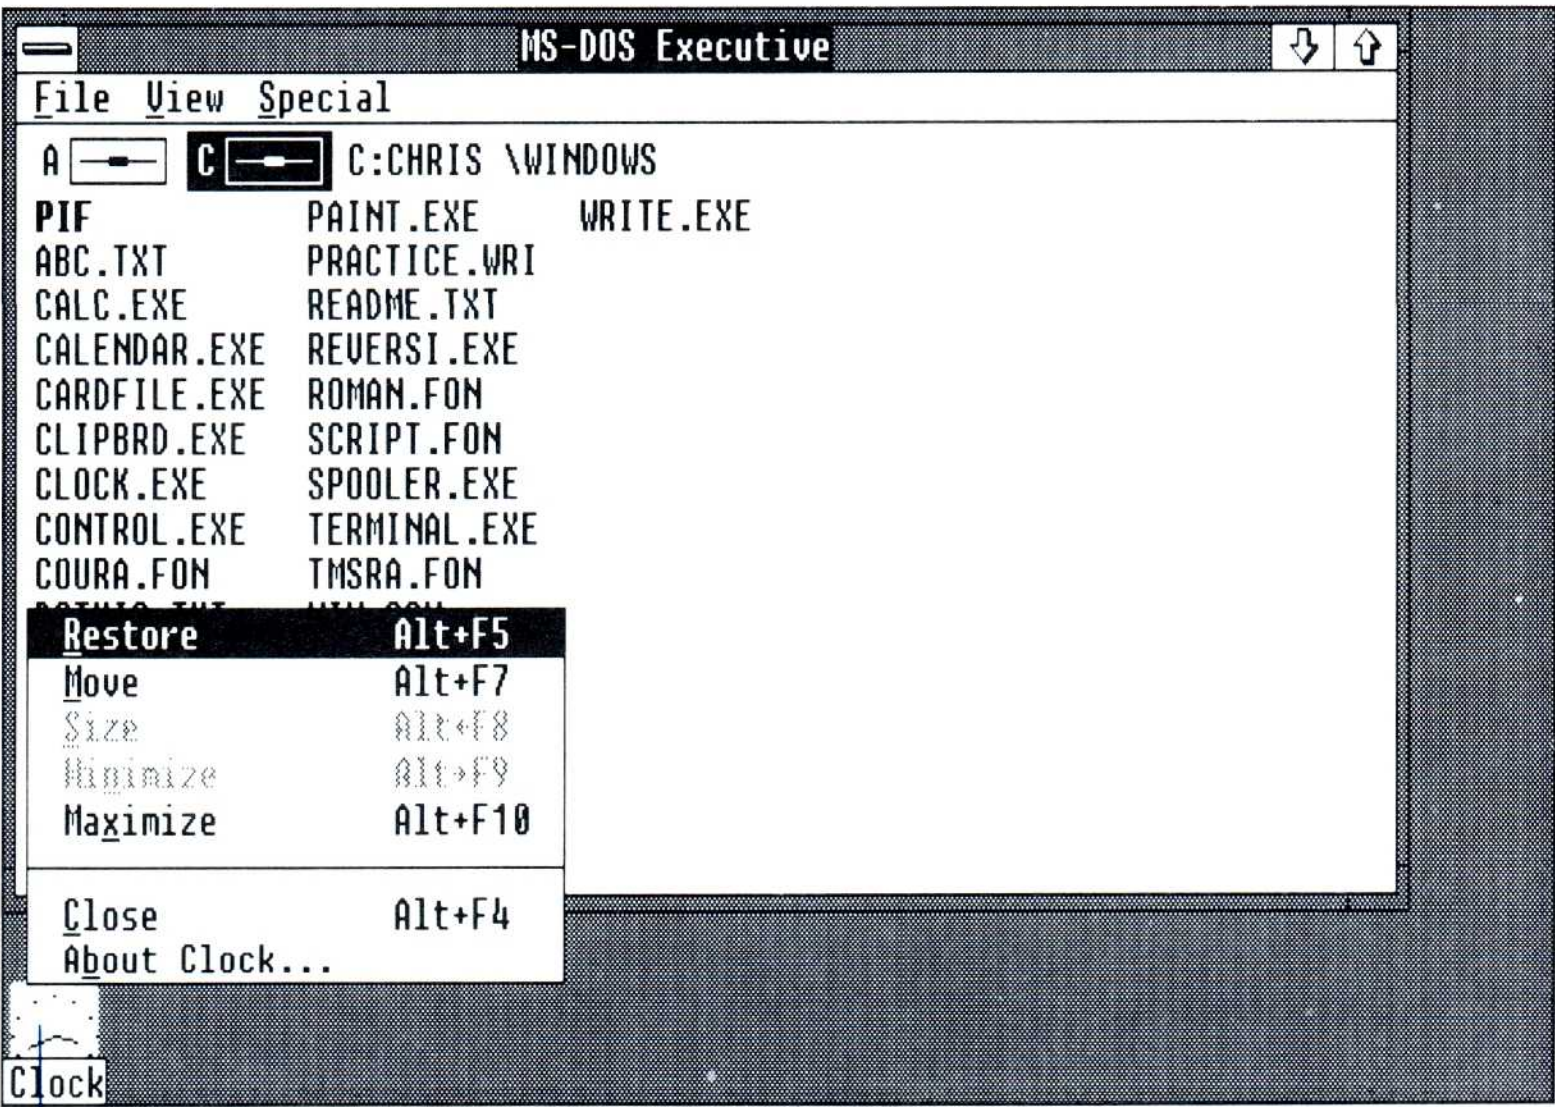 MS-DOS Executive
File View Special
A C C:CHRIS \WINDOWS
PIF PAINT.EXE WRITE.EXE
ABC.TXT PRACTICE.WRI
CALC.EXE README.TXT
CALENDAR.EXE REVERSI.EXE
CARDFILE.EXE ROMAN.FON
CLIPBRD.EXE SCRIPT.FON
CLOCK.EXE SPOOLER.EXE
CONTROL.EXE TERMINAL.EXE
COURA.FON TMSRA.FON
Restore Alt+F5
Move Alt+F7
Size Alt+F8
Minimize Alt+F9
Maximize Alt+F10
Close Alt+F4
About Clock...
Clock